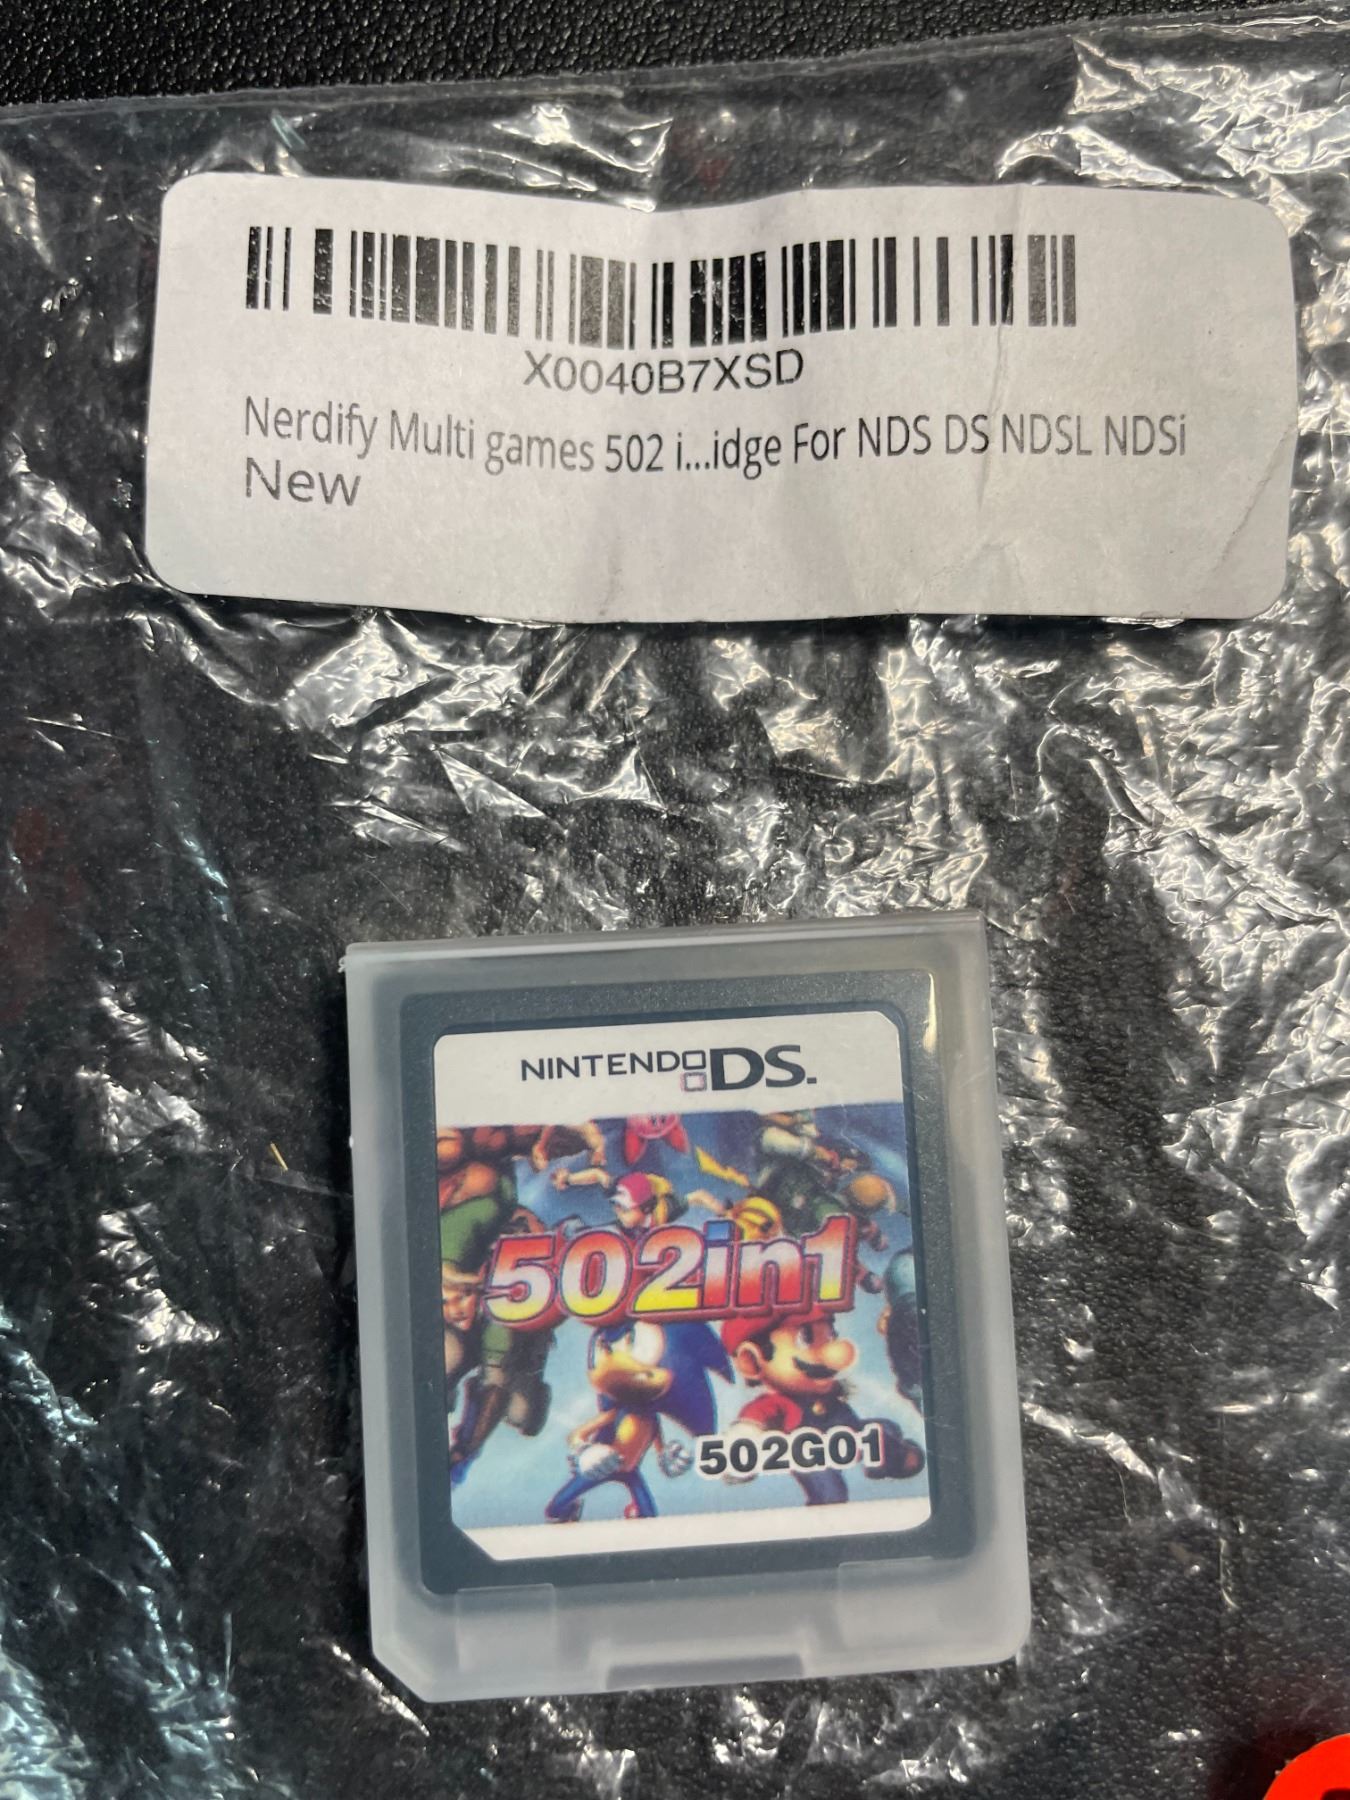 X0040B7XSD
Nerdify Multi games 502 i...idge For NDS DS NDSL NDSi
New
NINTENDO DS.
502in1
502G01